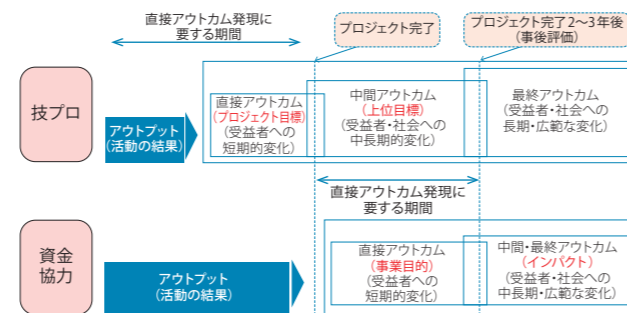 直接アウトカム発現に
要する期間
プロジェクト完了
プロジェクト完了2～3年後
（事後評価）
技プロ
アウトプット
（活動の結果）
直接アウトカム
（プロジェクト目標）
（受益者への
短期的変化）
中間アウトカム
（上位目標）
（受益者・社会への
中長期的変化）
最終アウトカム
（受益者・社会への
長期・広範な変化）
直接アウトカム発現に
要する期間
資金
協力
アウトプット
（活動の結果）
直接アウトカム
（事業目的）
（受益者への
短期的変化）
中間・最終アウトカム
（インパクト）
（受益者・社会への
中長期・広範な変化）